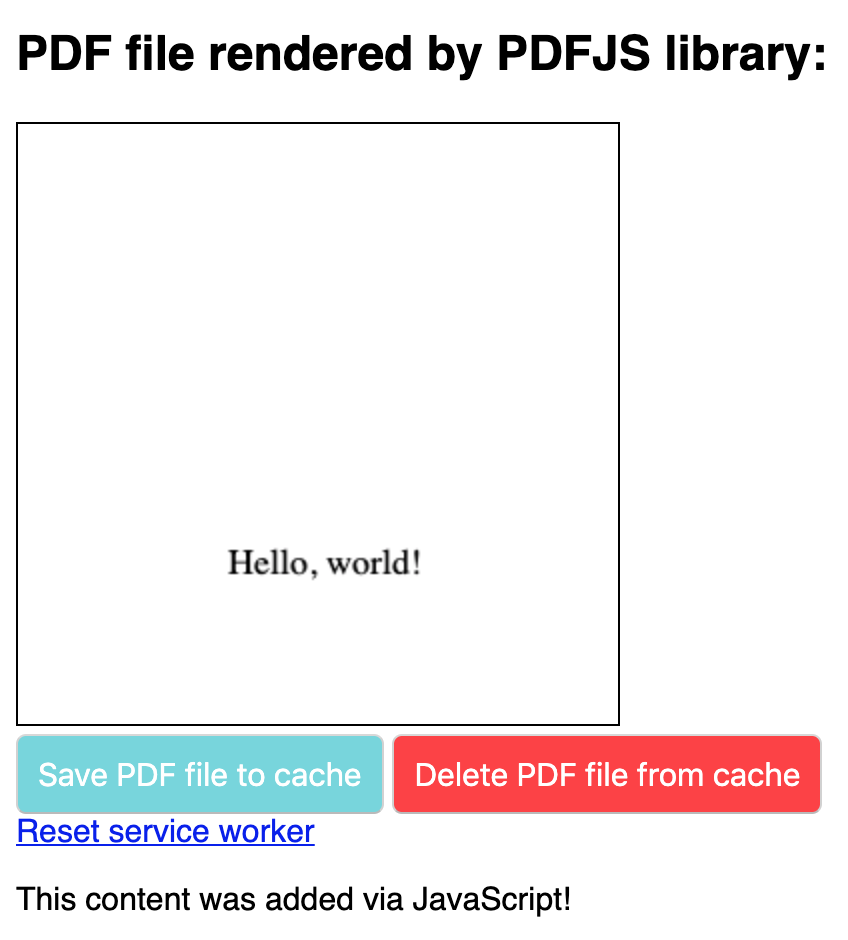 PDF file rendered by PDFJS library:
Hello, world!
Save PDF file to cache
Delete PDF file from cache
Reset service worker
This content was added via JavaScript!